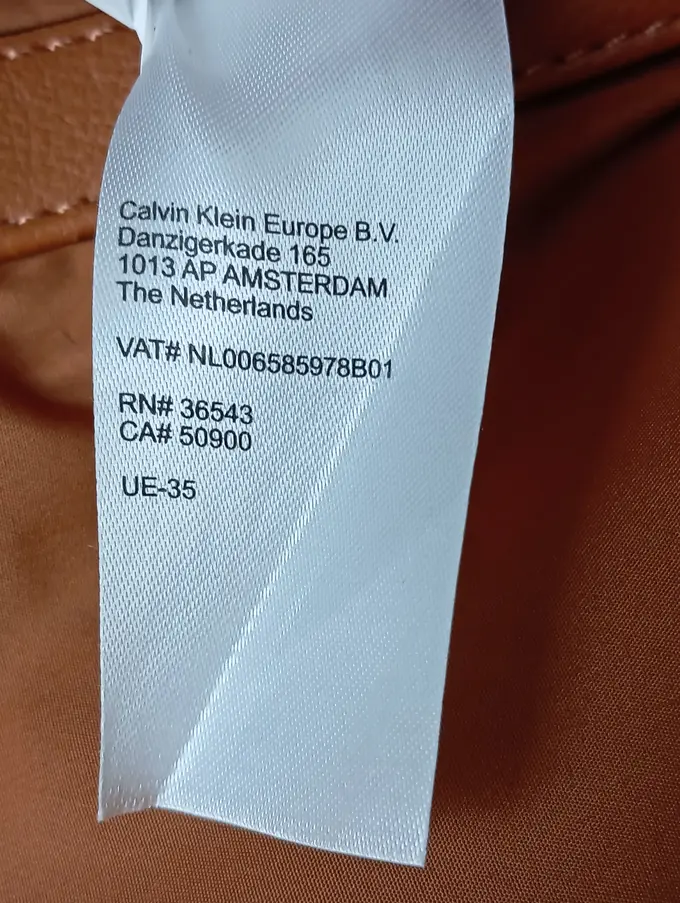 Calvin Klein Europe B.V.
Danzigerkade 165
1013 AP AMSTERDAM
The Netherlands
VAT# NL006585978B01
RN# 36543
CA# 50900
UE-35